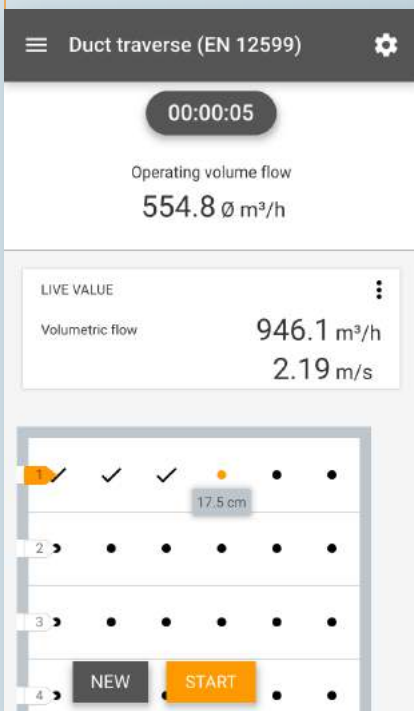 Duct traverse (EN 12599)
00:00:05
Operating volume flow
554.8 Ø m³/h
LIVE VALUE
Volumetric flow 946.1 m³/h
2.19 m/s
1
17.5 cm
2
3
4
NEW START